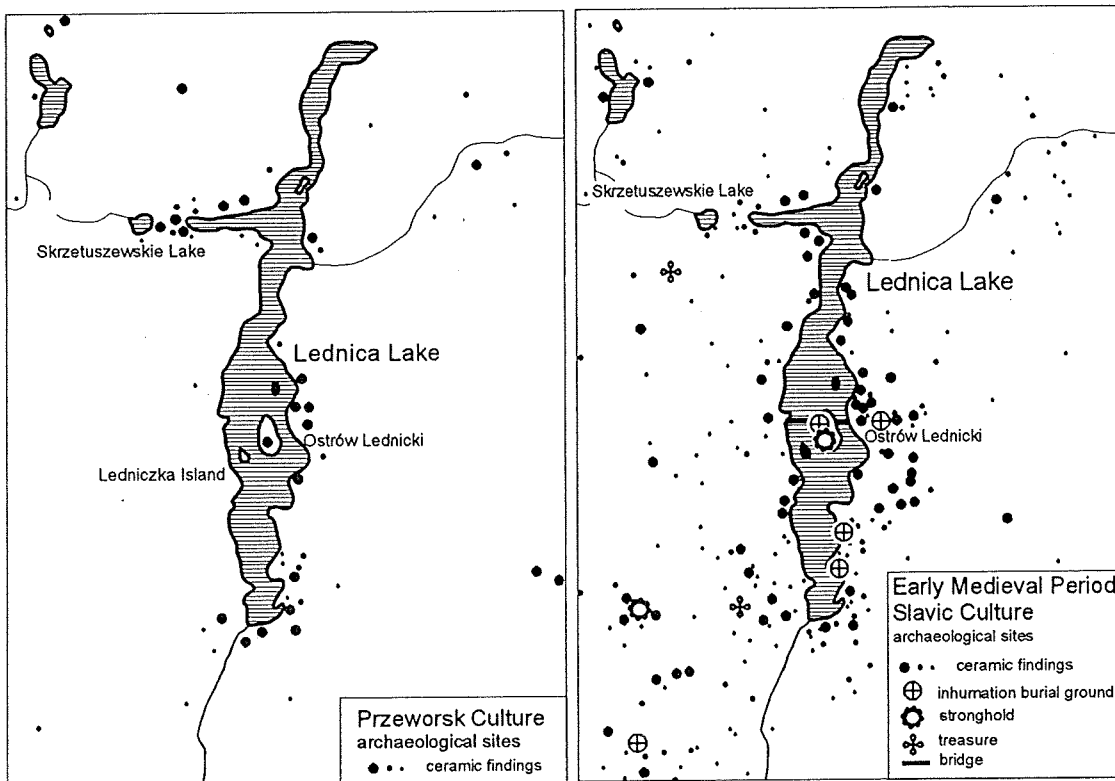 Skrzetuszewskie Lake
Lednica Lake
Ostrów Lednicki
Ledniczka Island
Przeworsk Culture
archaeological sites
ceramic findings
Skrzetuszewskie Lake
Lednica Lake
Ostrów Lednicki
Early Medieval Period
Slavic Culture
archaeological sites
ceramic findings
inhumation burial ground
stronghold
treasure
bridge